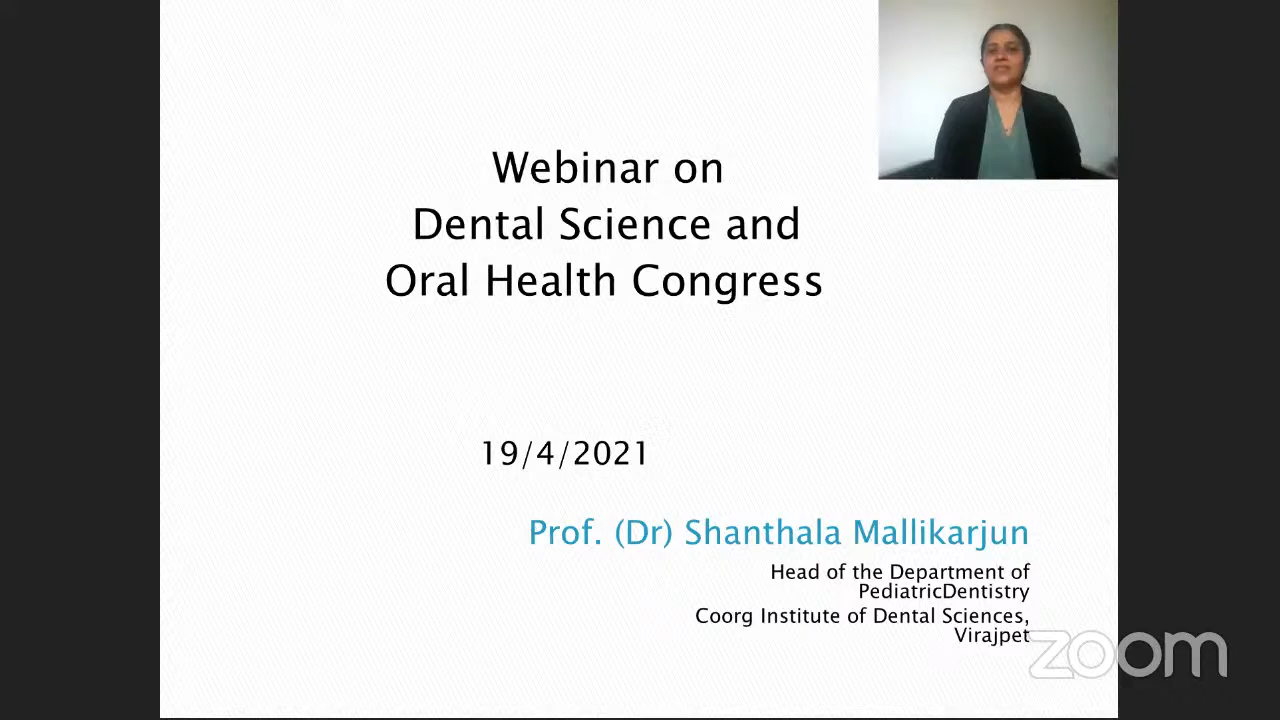 Webinar on
Dental Science and
Oral Health Congress
19/4/2021
Prof. (Dr) Shanthala Mallikarjun
Head of the Department of
PediatricDentistry
Coorg Institute of Dental Sciences,
Virajpet
zoom